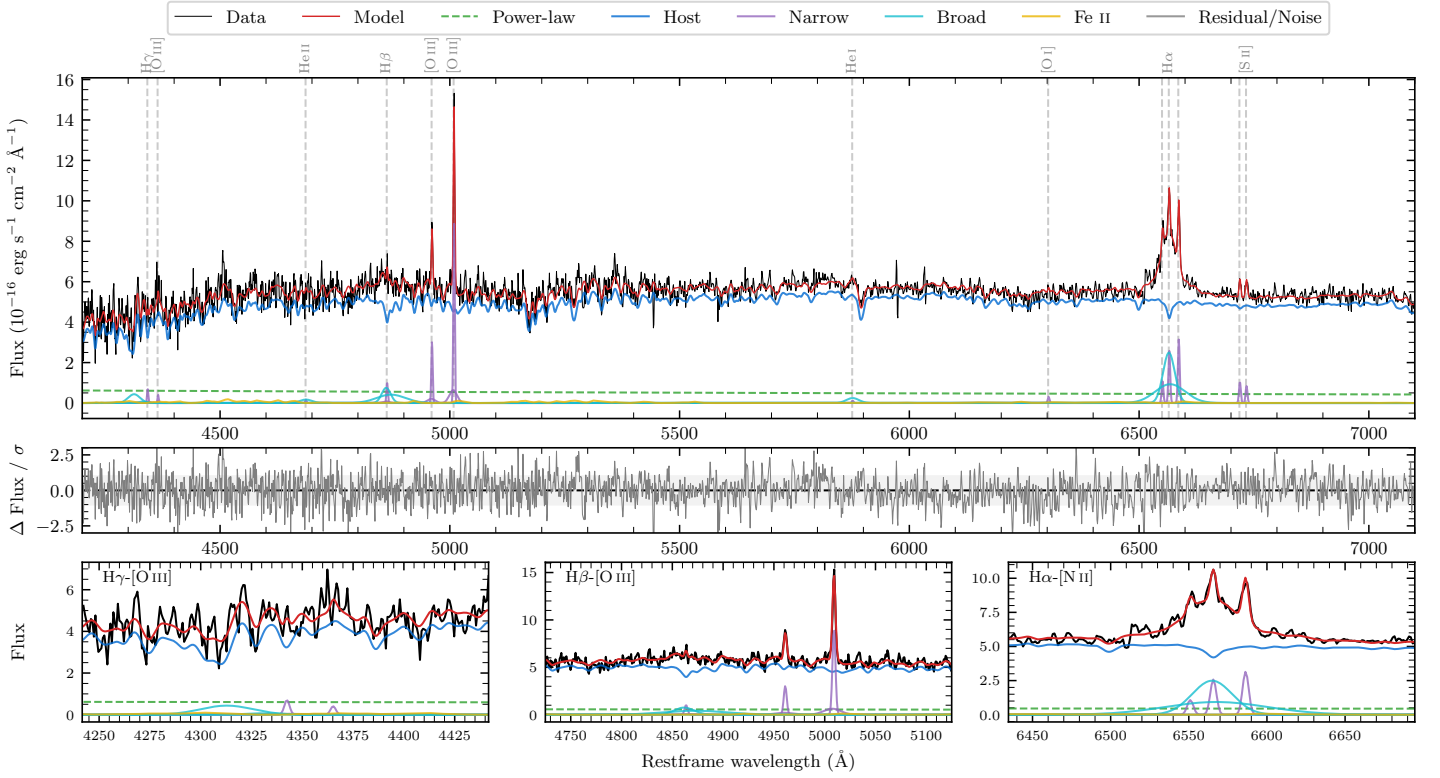 Data Model Power-law Host Narrow Broad Fe II Residual/Noise
Hγ [O III] He II Hβ [O III] [O III] He I [O I] Hα [S II]
Flux (10⁻¹⁶ erg s⁻¹ cm⁻² Å⁻¹)
16
14
12
10
8
6
4
2
0
4500 5000 5500 6000 6500 7000
Δ Flux / σ
2.5
0.0
−2.5
4500 5000 5500 6000 6500 7000
Flux
Hγ-[O III]
6
4
2
0
4250 4275 4300 4325 4350 4375 4400 4425
Hβ-[O III]
15
10
5
0
4750 4800 4850 4900 4950 5000 5050 5100
Hα-[N II]
10.0
7.5
5.0
2.5
0.0
6450 6500 6550 6600 6650
Restframe wavelength (Å)